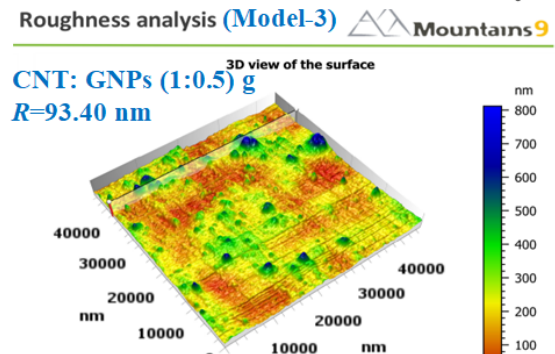 Roughness analysis (Model-3) Mountains9
3D view of the surface
CNT: GNPs (1:0.5) g
R=93.40 nm
nm
800
700
600
500
400
300
200
100
40000
30000
20000
nm
10000
40000
30000
20000
10000
nm